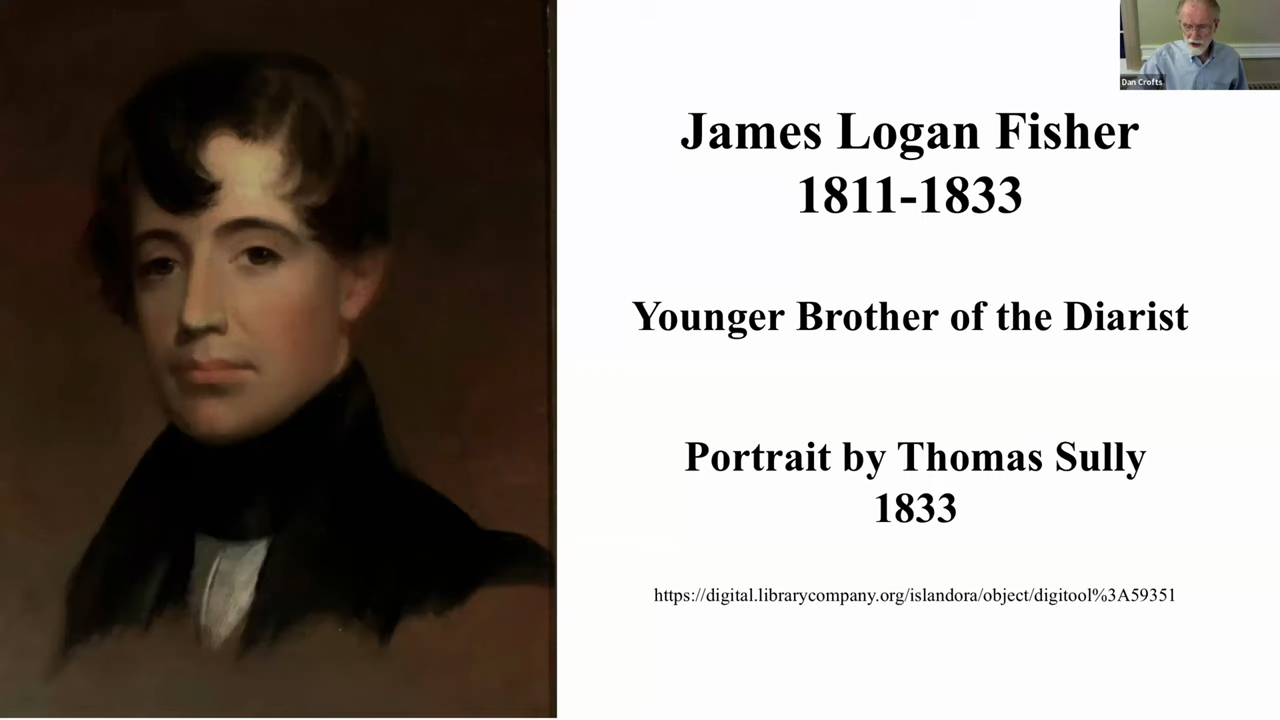 Dan Crofts
James Logan Fisher
1811-1833
Younger Brother of the Diarist
Portrait by Thomas Sully
1833
https://digital.librarycompany.org/islandora/object/digitool%3A59351